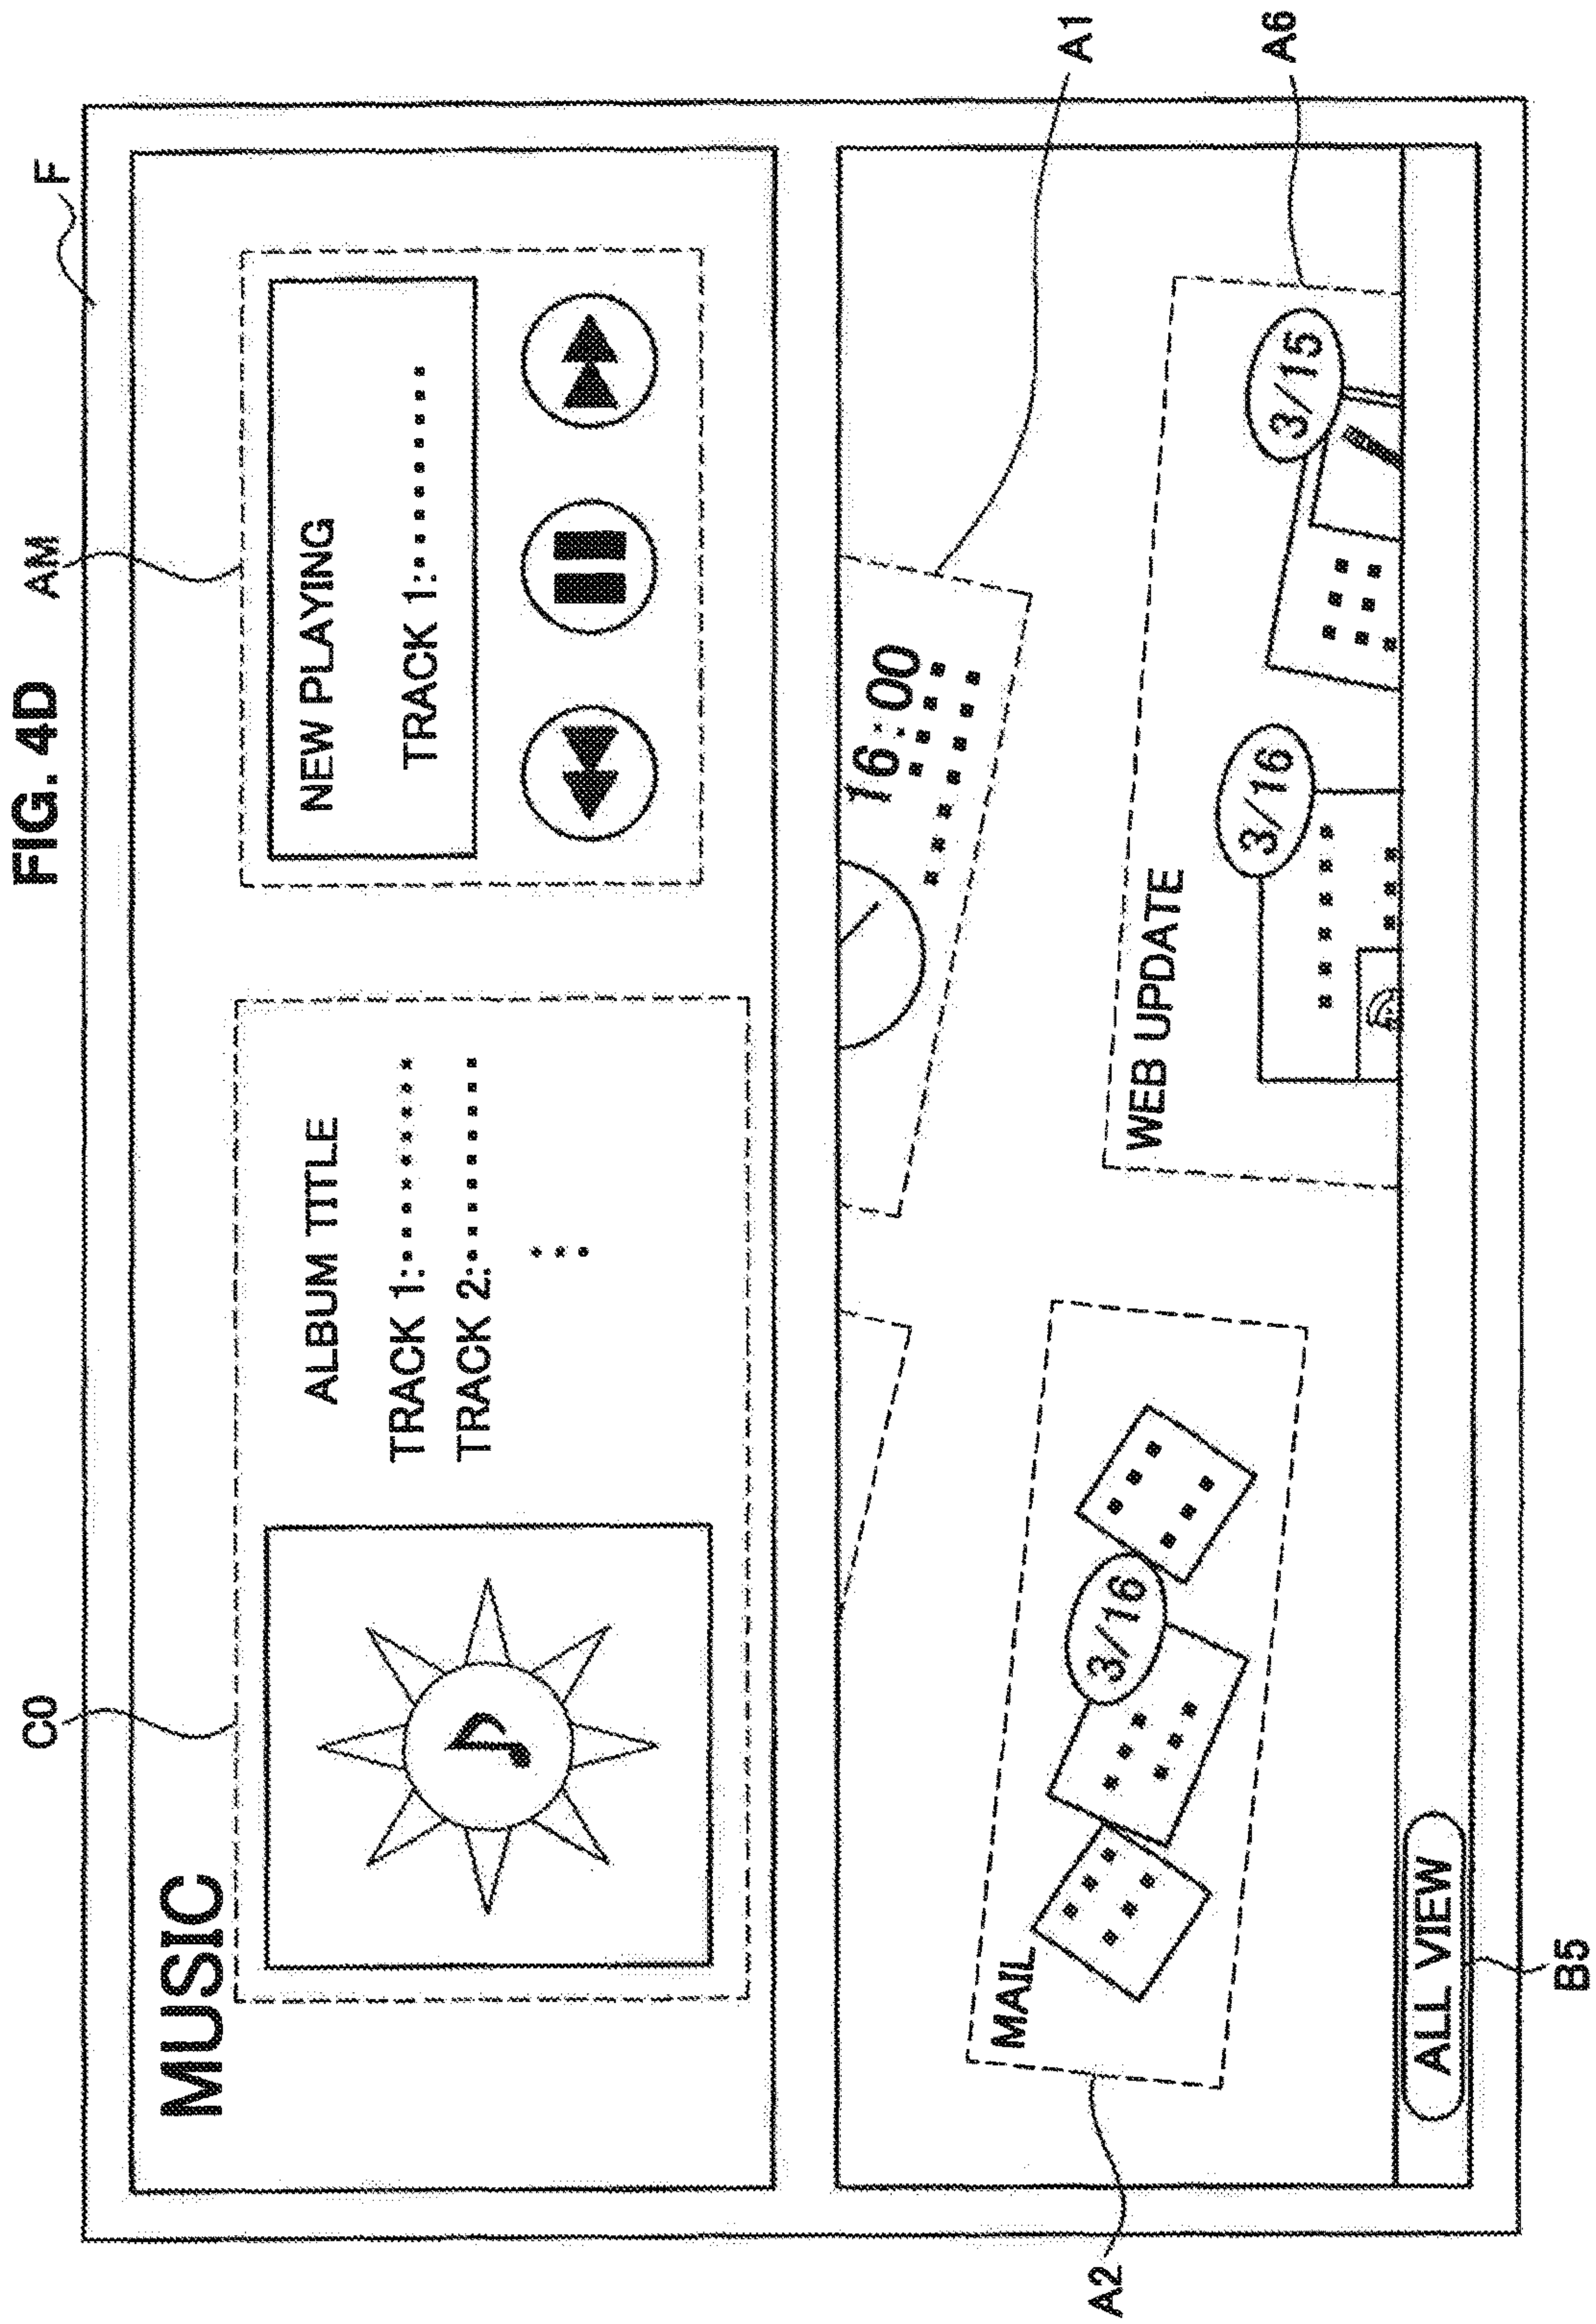 FIG. 4D
C0
AM
F
MUSIC
ALBUM TITLE
TRACK 1:
TRACK 2:
NEW PLAYING
TRACK 1:
16:00
A1
MAIL
3/16
WEB UPDATE
3/16
3/15
A6
A2
ALL VIEW
B5